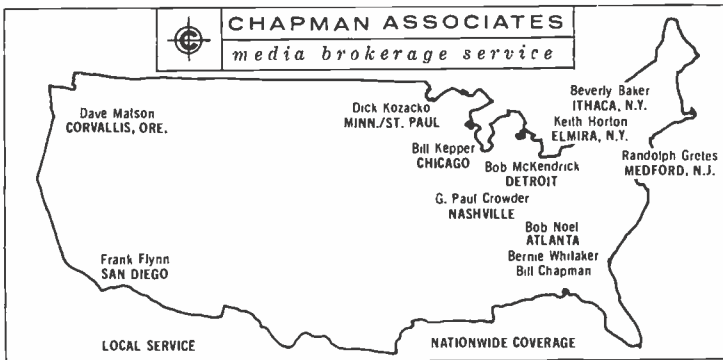 CHAPMAN ASSOCIATES
media brokerage service
Dave Matson
CORVALLIS, ORE.
Dick Kozacko
MINN./ST. PAUL
Beverly Baker
ITHACA, N.Y.
Keith Horton
ELMIRA, N.Y.
Bill Kepper
CHICAGO
Bob McKendrick
DETROIT
Randolph Gretes
MEDFORD, N.J.
G. Paul Crowder
NASHVILLE
Bob Noel
ATLANTA
Bernie Whitaker
Bill Chapman
Frank Flynn
SAN DIEGO
LOCAL SERVICE
NATIONWIDE COVERAGE